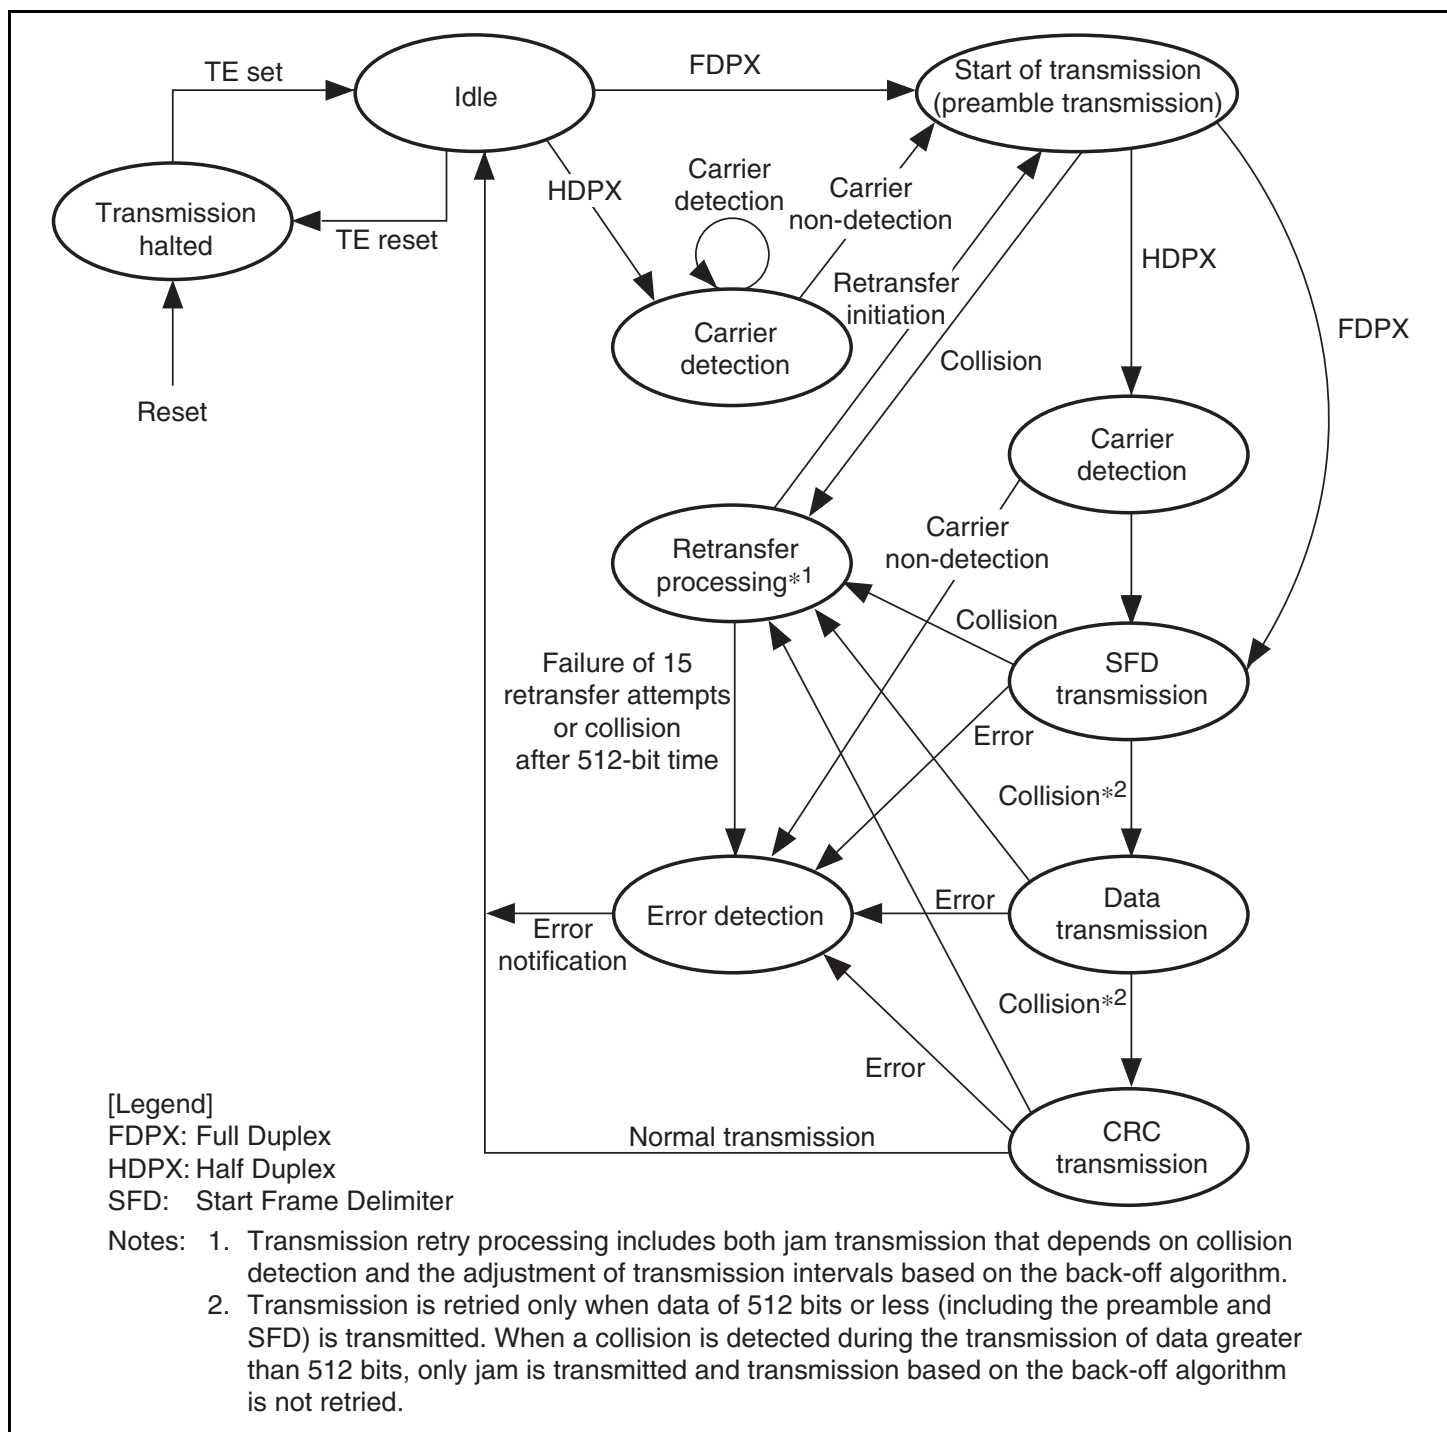 TE set
Idle
FDPX
Start of transmission
(preamble transmission)
Transmission
halted
TE reset
HDPX
Carrier
detection
Carrier
non-detection
Reset
Carrier
detection
Retransfer
initiation
Collision
HDPX
FDPX
Carrier
detection
Retransfer
processing*1
Carrier
non-detection
Collision
SFD
transmission
Failure of 15
retransfer attempts
or collision
after 512-bit time
Error
Collision*2
Error detection
Error
Data
transmission
Error
notification
Collision*2
Error
CRC
transmission
Normal transmission
[Legend]
FDPX: Full Duplex
HDPX: Half Duplex
SFD: Start Frame Delimiter
Notes: 1. Transmission retry processing includes both jam transmission that depends on collision
detection and the adjustment of transmission intervals based on the back-off algorithm.
2. Transmission is retried only when data of 512 bits or less (including the preamble and
SFD) is transmitted. When a collision is detected during the transmission of data greater
than 512 bits, only jam is transmitted and transmission based on the back-off algorithm
is not retried.